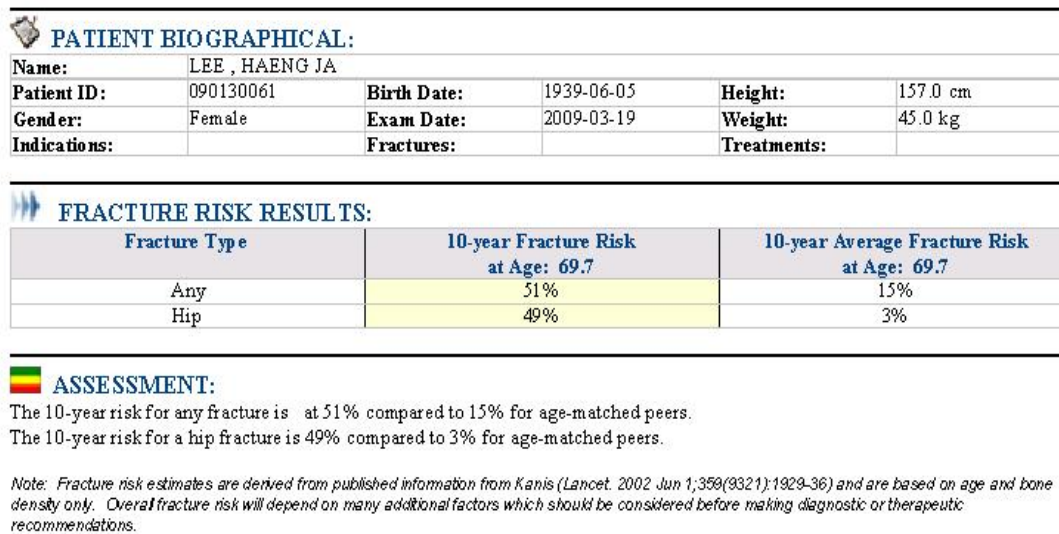 PATIENT BIOGRAPHICAL:
Name: LEE , HAENG JA
Patient ID: 090130061 Birth Date: 1939-06-05 Height: 157.0 cm
Gender: Female Exam Date: 2009-03-19 Weight: 45.0 kg
Indications: Fractures: Treatments:
FRACTURE RISK RESULTS:
Fracture Type 10-year Fracture Risk 10-year Average Fracture Risk
at Age: 69.7 at Age: 69.7
Any 51% 15%
Hip 49% 3%
ASSESSMENT:
The 10-year risk for any fracture is at 51% compared to 15% for age-matched peers.
The 10-year risk for a hip fracture is 49% compared to 3% for age-matched peers.
Note: Fracture risk estimates are derived from published information from Kanis (Lancet. 2002 Jun 1;359(9321):1929-36) and are based on age and bone
density only. Overall fracture risk will depend on many additional factors which should be considered before making diagnostic or therapeutic
recommendations.